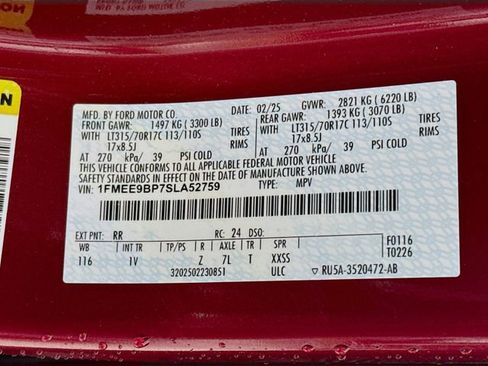 ON
MFD. BY FORD MOTOR CO.
02/25 GVWR: 2821 KG ( 6220 LB)
FRONT GAWR: 1497 KG ( 3300 LB)
REAR GAWR: 1393 KG ( 3070 LB)
LT315/70R17C 113/110S TIRES LT315/70R17C 113/110S TIRES
17x8.5J RIMS 17x8.5J RIMS
AT 270 kPa/ 39 PSI COLD AT 270 kPa/ 39 PSI COLD
THIS VEHICLE CONFORMS TO ALL APPLICABLE FEDERAL MOTOR VEHICLE
SAFETY STANDARDS IN EFFECT ON THE DATE OF MANUFACTURE SHOWN ABOVE.
VIN: 1FMEE9BP7SLA52759 TYPE: MPV
EXT PNT: RR RC: 24 DSO:
WB INT TR TP/PS R AXLE TR SPR
116 1V Z 7L T XXSS
3202502230851 ULC
F0116
T0226
RU5A-3520472-AB